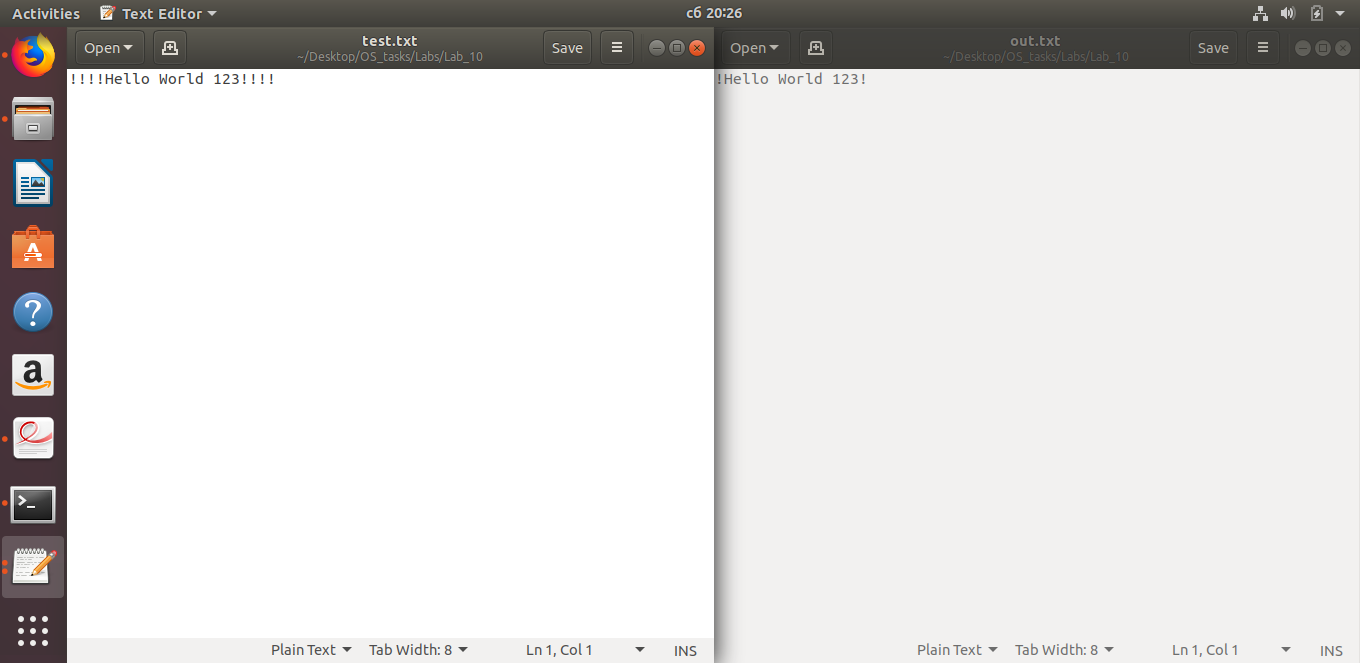 Activities Text Editor сб 20:26
Open test.txt Save
~/Desktop/OS_tasks/Labs/Lab_10
Open out.txt Save
~/Desktop/OS_tasks/Labs/Lab_10
!!!!Hello World 123!!!!
!Hello World 123!
Plain Text Tab Width: 8 Ln 1, Col 1 INS
Plain Text Tab Width: 8 Ln 1, Col 1 INS